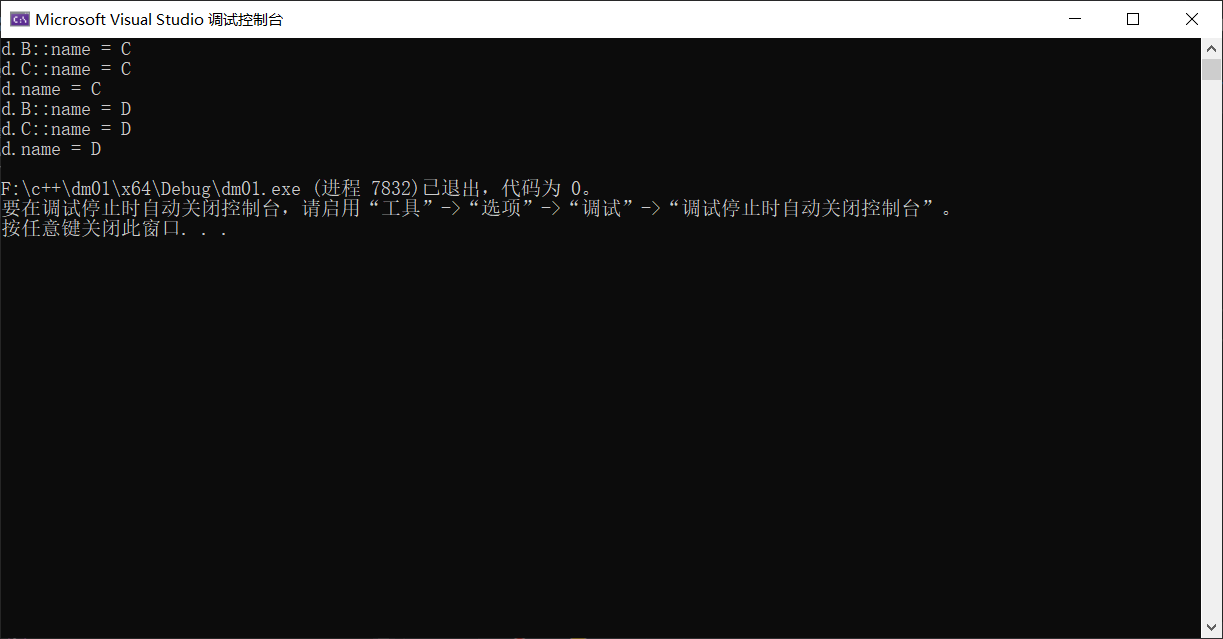 Microsoft Visual Studio 调试控制台
d.B::name = C
d.C::name = C
d.name = C
d.B::name = D
d.C::name = D
d.name = D
F:\c++\dm01\x64\Debug\dm01.exe (进程 7832)已退出，代码为 0。
要在调试停止时自动关闭控制台，请启用“工具”->“选项”->“调试”->“调试停止时自动关闭控制台”。
按任意键关闭此窗口. . .